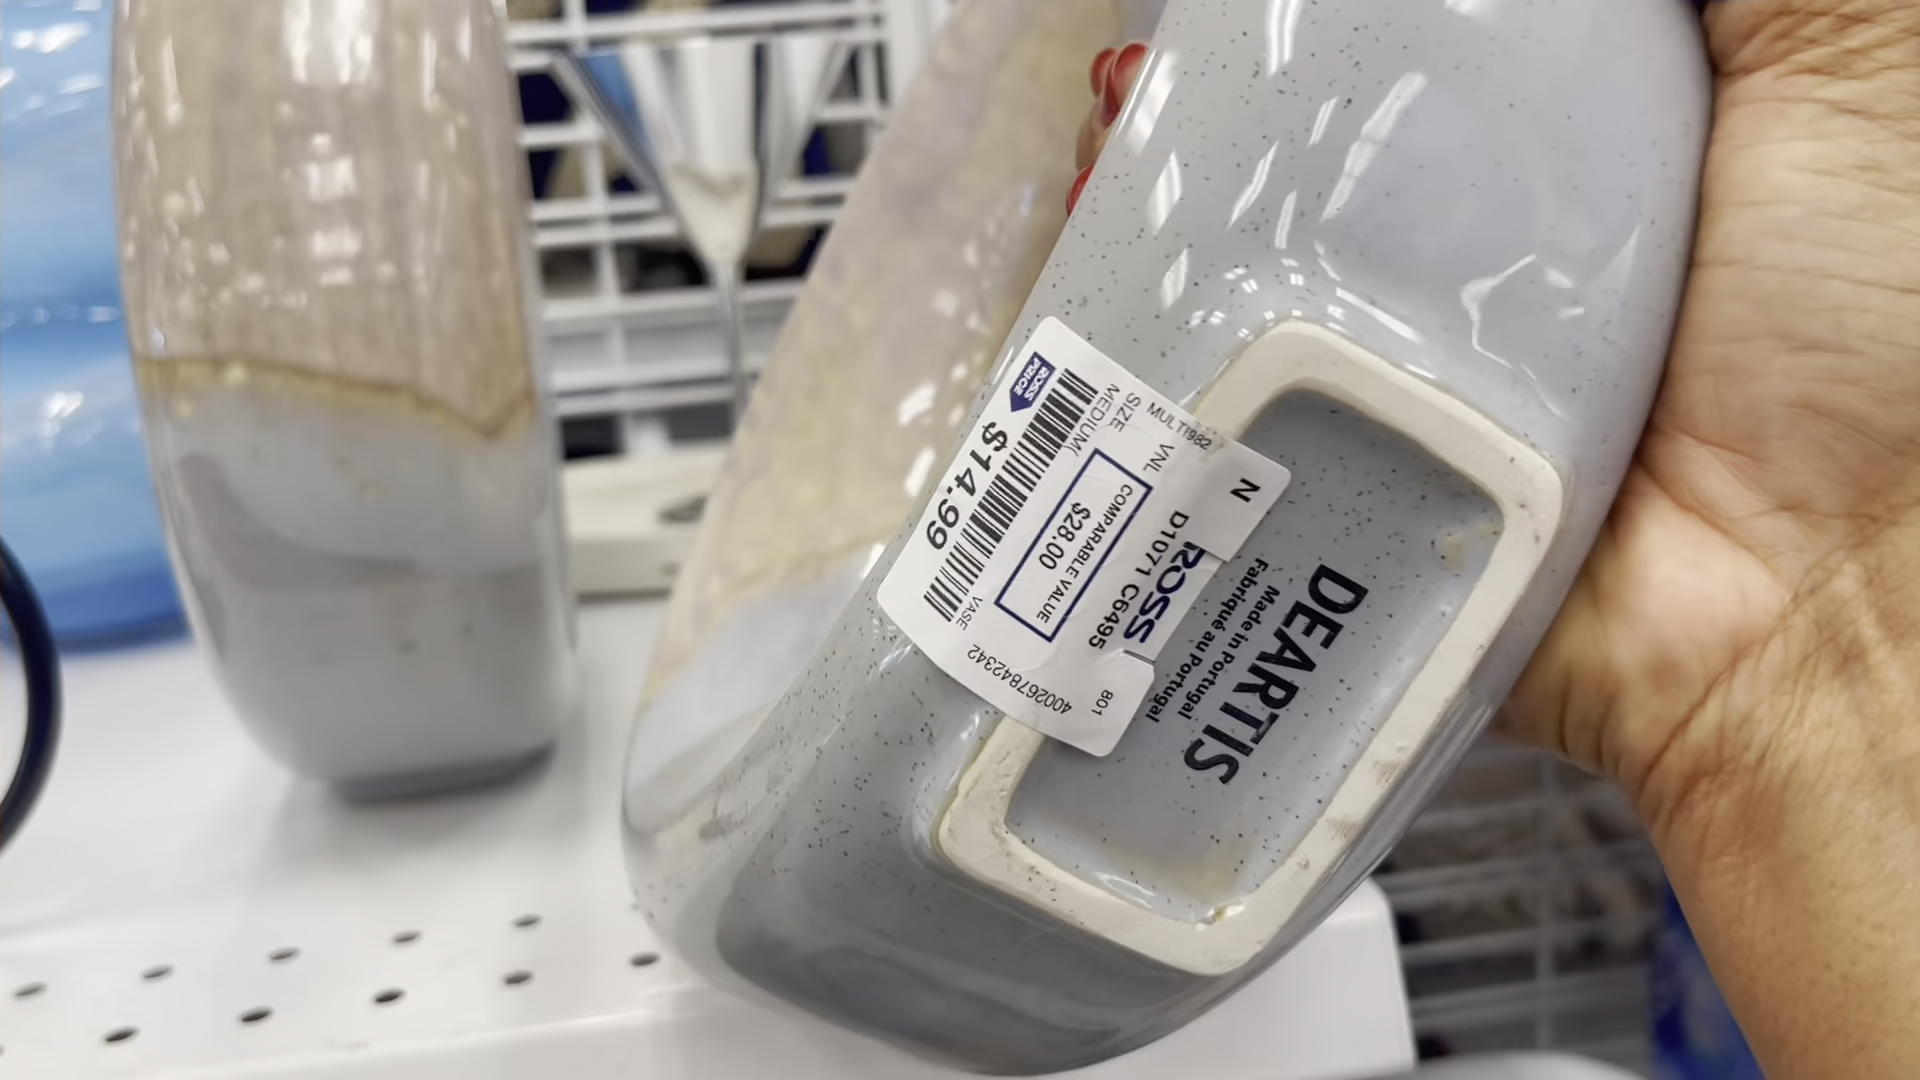 ROSS
PRICE
$14.99
MEDIUM(
VASE
SIZE
COMPARABLE VALUE
$28.00
400267842342
MULTI982
VNL
D1071 C6495
801
N
ROSS
DEARTIS
Made in Portugal
Fabriqué au Portugal